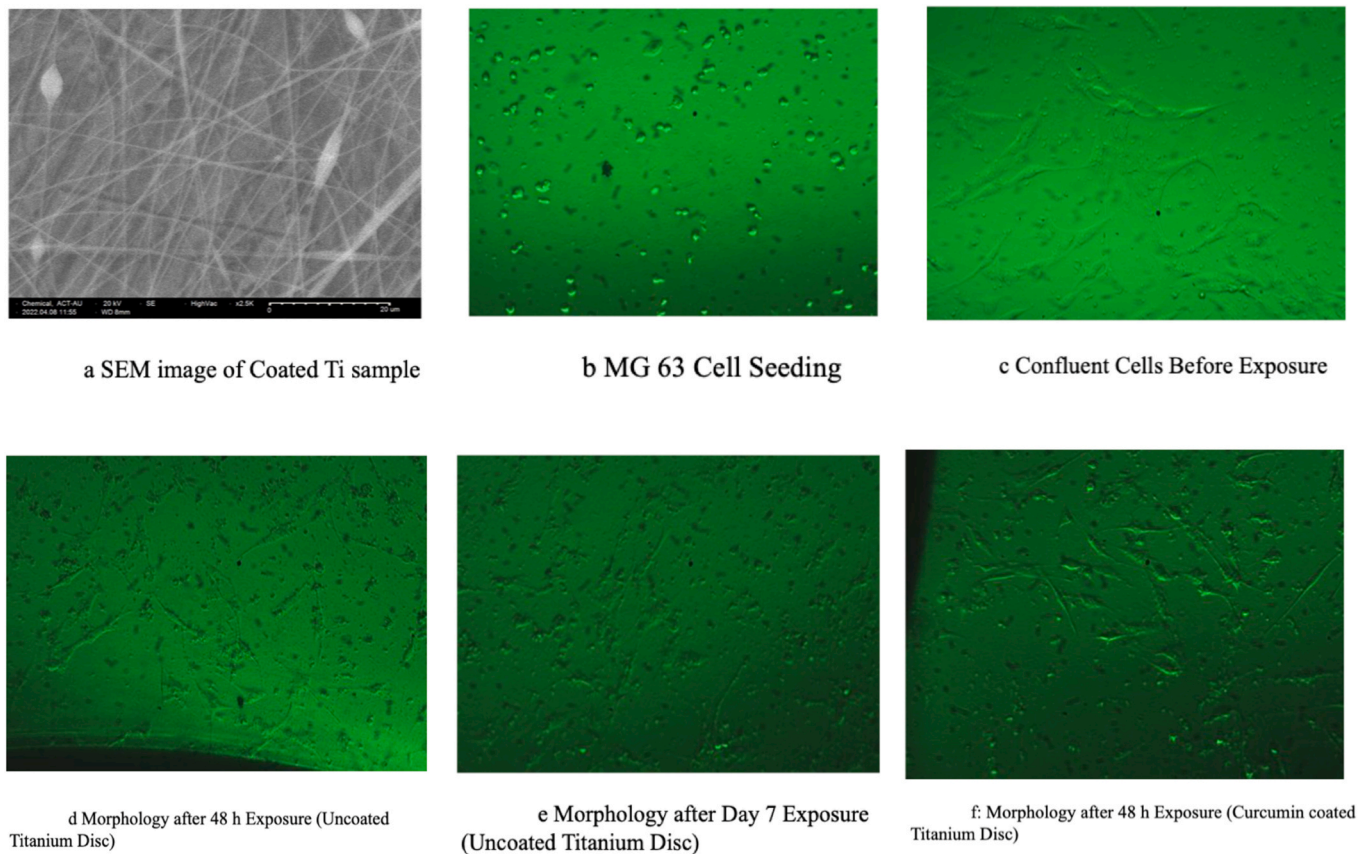 Chemical, ACT-AU 20 kV SE HighVac x2.5K
2022.04.08 11:55 WD 8mm 0 20 um
a SEM image of Coated Ti sample
b MG 63 Cell Seeding
c Confluent Cells Before Exposure
d Morphology after 48 h Exposure (Uncoated
Titanium Disc)
e Morphology after Day 7 Exposure
(Uncoated Titanium Disc)
f: Morphology after 48 h Exposure (Curcumin coated
Titanium Disc)